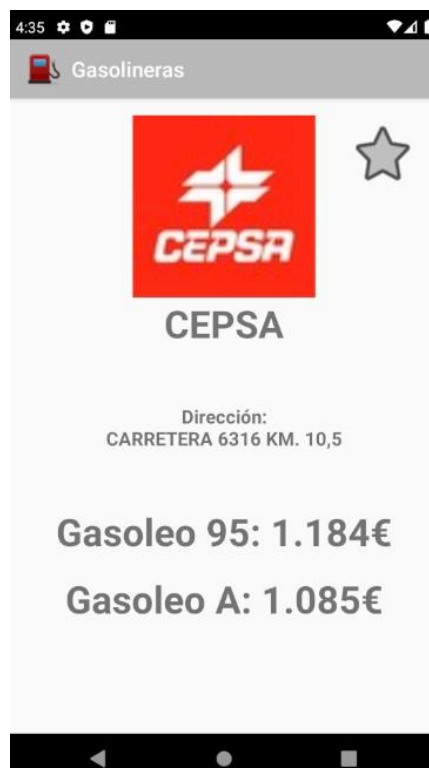 4:35
Gasolineras
CEPSA
CEPSA
Dirección:
CARRETERA 6316 KM. 10,5
Gasoleo 95: 1.184€
Gasoleo A: 1.085€